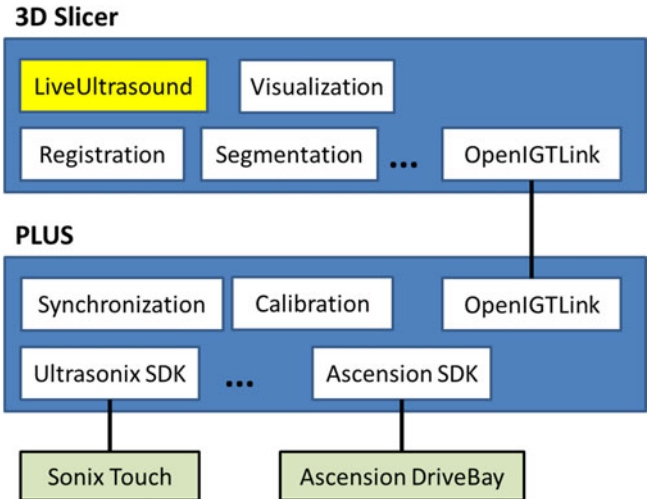 3D Slicer
LiveUltrasound
Visualization
Registration
Segmentation
...
OpenIGTLink
PLUS
Synchronization
Calibration
OpenIGTLink
Ultrasonix SDK
...
Ascension SDK
Sonix Touch
Ascension DriveBay